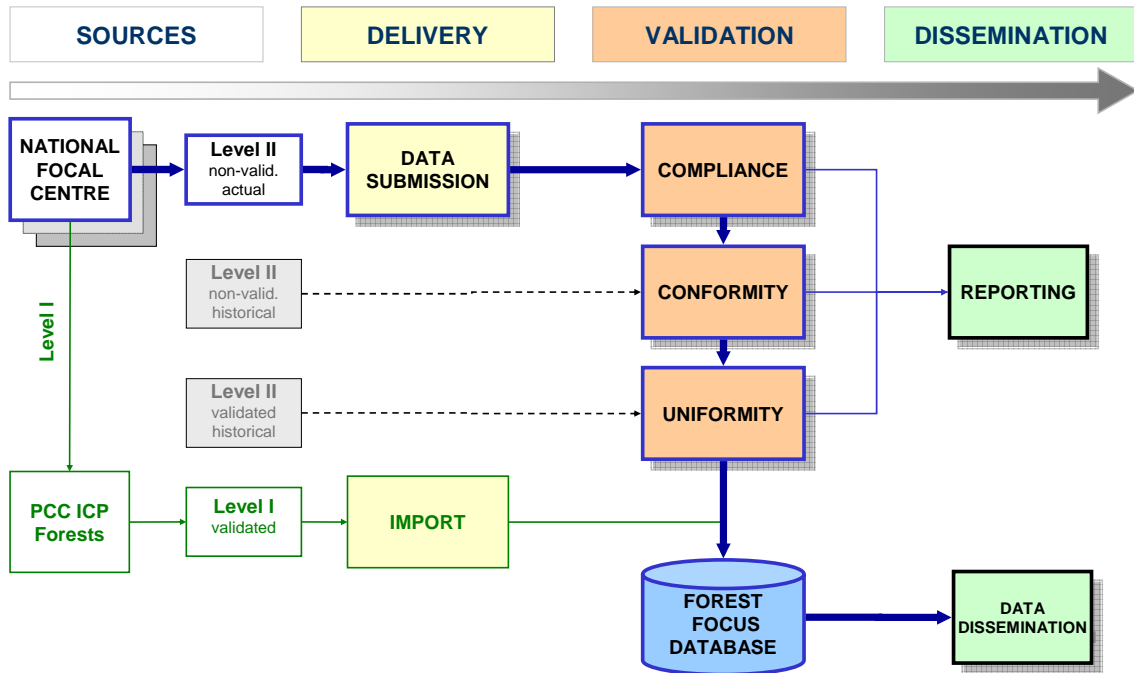 SOURCES
DELIVERY
VALIDATION
DISSEMINATION
NATIONAL
FOCAL
CENTRE
Level II
non-valid.
actual
DATA
SUBMISSION
COMPLIANCE
Level II
non-valid.
historical
CONFORMITY
REPORTING
Level I
Level II
validated
historical
UNIFORMITY
PCC ICP
Forests
Level I
validated
IMPORT
FOREST
FOCUS
DATABASE
DATA
DISSEMINATION